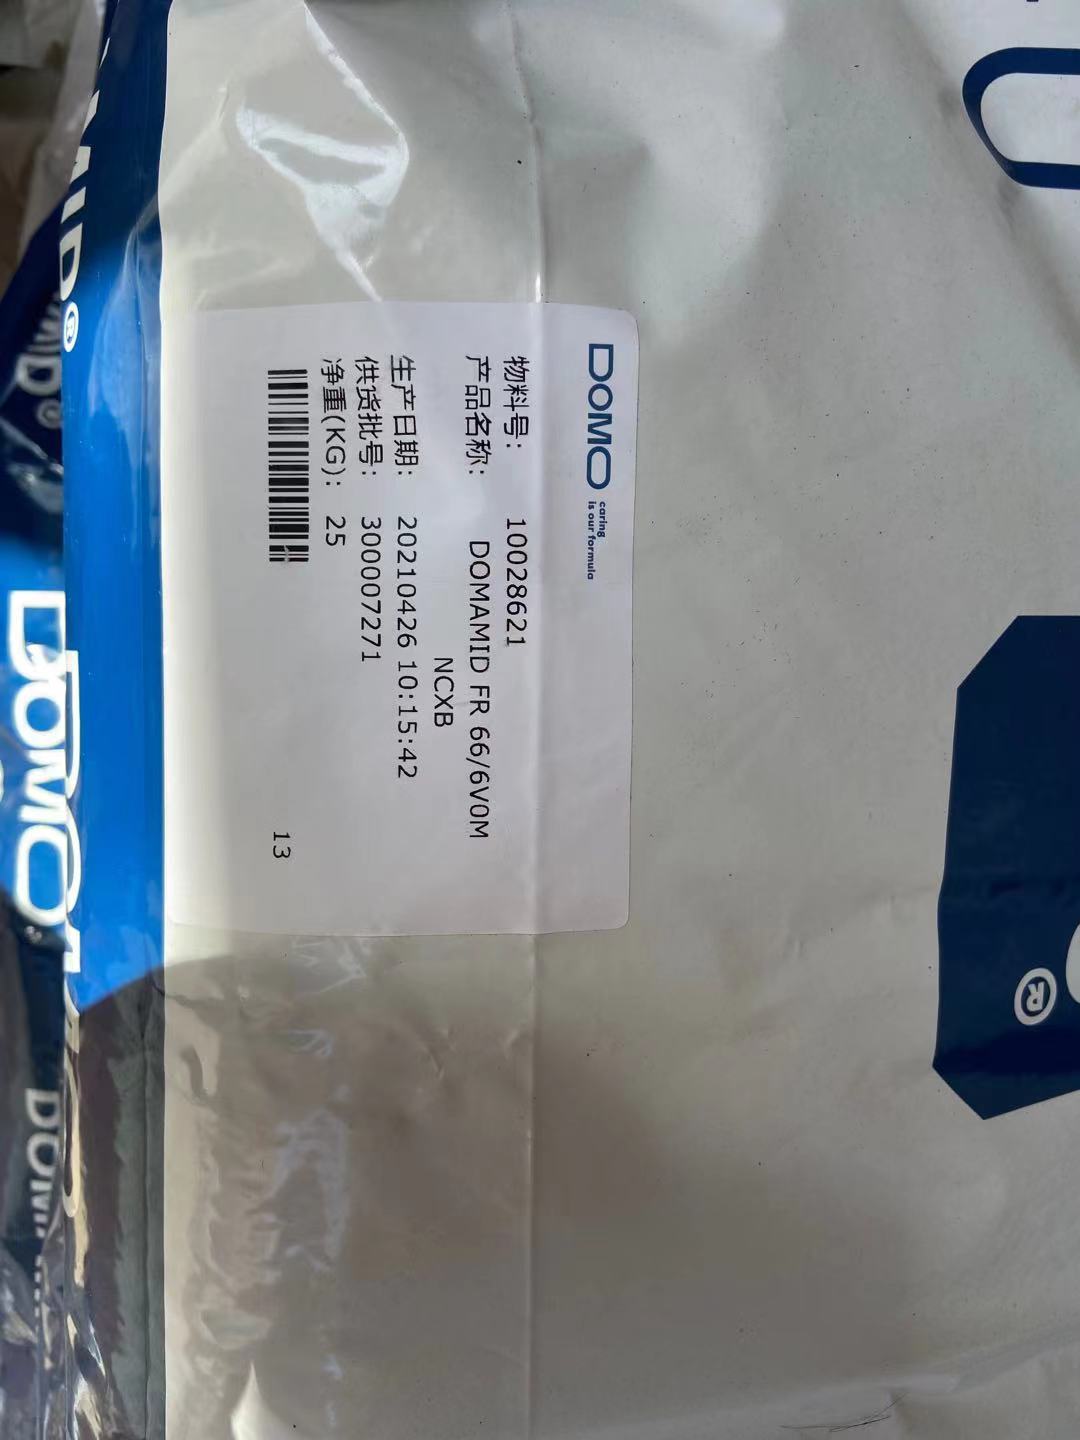 DOMO
caring
is our formula
物料号: 10028621
产品名称: DOMAMID FR 66/6V0M
NCXB
生产日期: 20210426 10:15:42
供货批号: 300007271
净重(KG): 25
13
DOMO
®